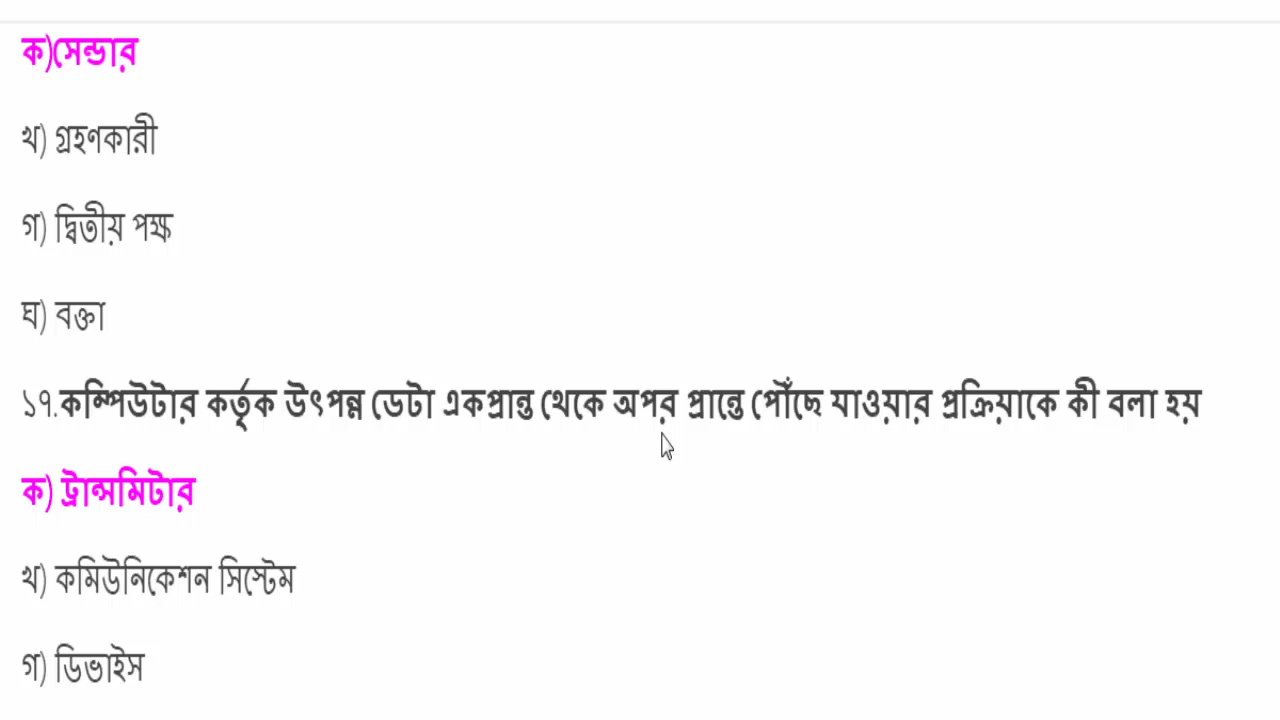 ক)সেন্ডার
খ) গ্রহণকারী
গ) দ্বিতীয় পক্ষ
ঘ) বক্তা
১৭.কম্পিউটার কর্তৃক উৎপন্ন ডেটা একপ্রান্ত থেকে অপর প্রান্তে পৌঁছে যাওয়ার প্রক্রিয়াকে কী বলা হয়
ক) ট্রান্সমিটার
খ) কমিউনিকেশন সিস্টেম
গ) ডিভাইস